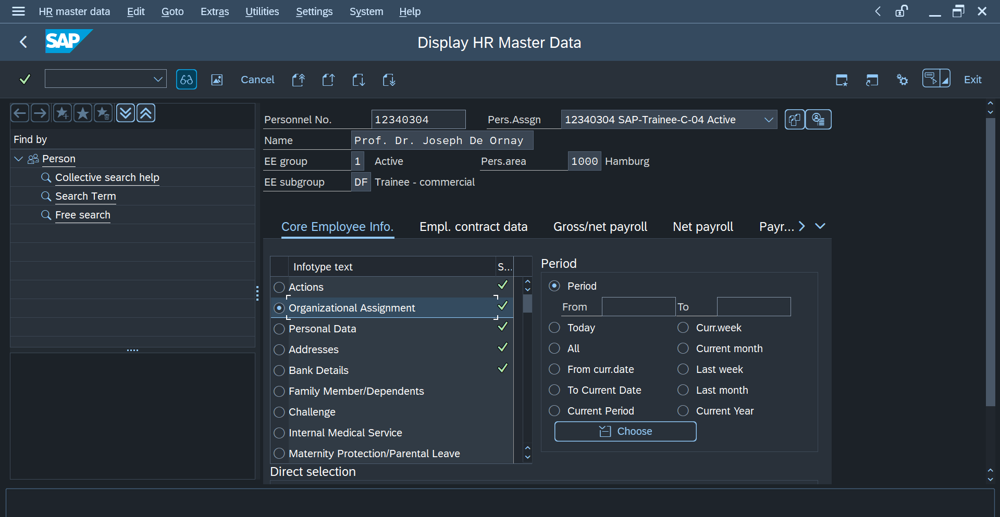 HR master data Edit Goto Extras Utilities Settings System Help
SAP Display HR Master Data
Cancel Exit
Find by
Person
Collective search help
Search Term
Free search
Personnel No. 12340304 Pers.Assgn 12340304 SAP-Trainee-C-04 Active
Name Prof. Dr. Joseph De Ornay
EE group 1 Active Pers.area 1000 Hamburg
EE subgroup DF Trainee - commercial
Core Employee Info. Empl. contract data Gross/net payroll Net payroll Payr...
Infotype text S...
Actions
Organizational Assignment
Personal Data
Addresses
Bank Details
Family Member/Dependents
Challenge
Internal Medical Service
Maternity Protection/Parental Leave
Period
Period
From To
Today Curr.week
All Current month
From curr.date Last week
To Current Date Last month
Current Period Current Year
Choose
Direct selection